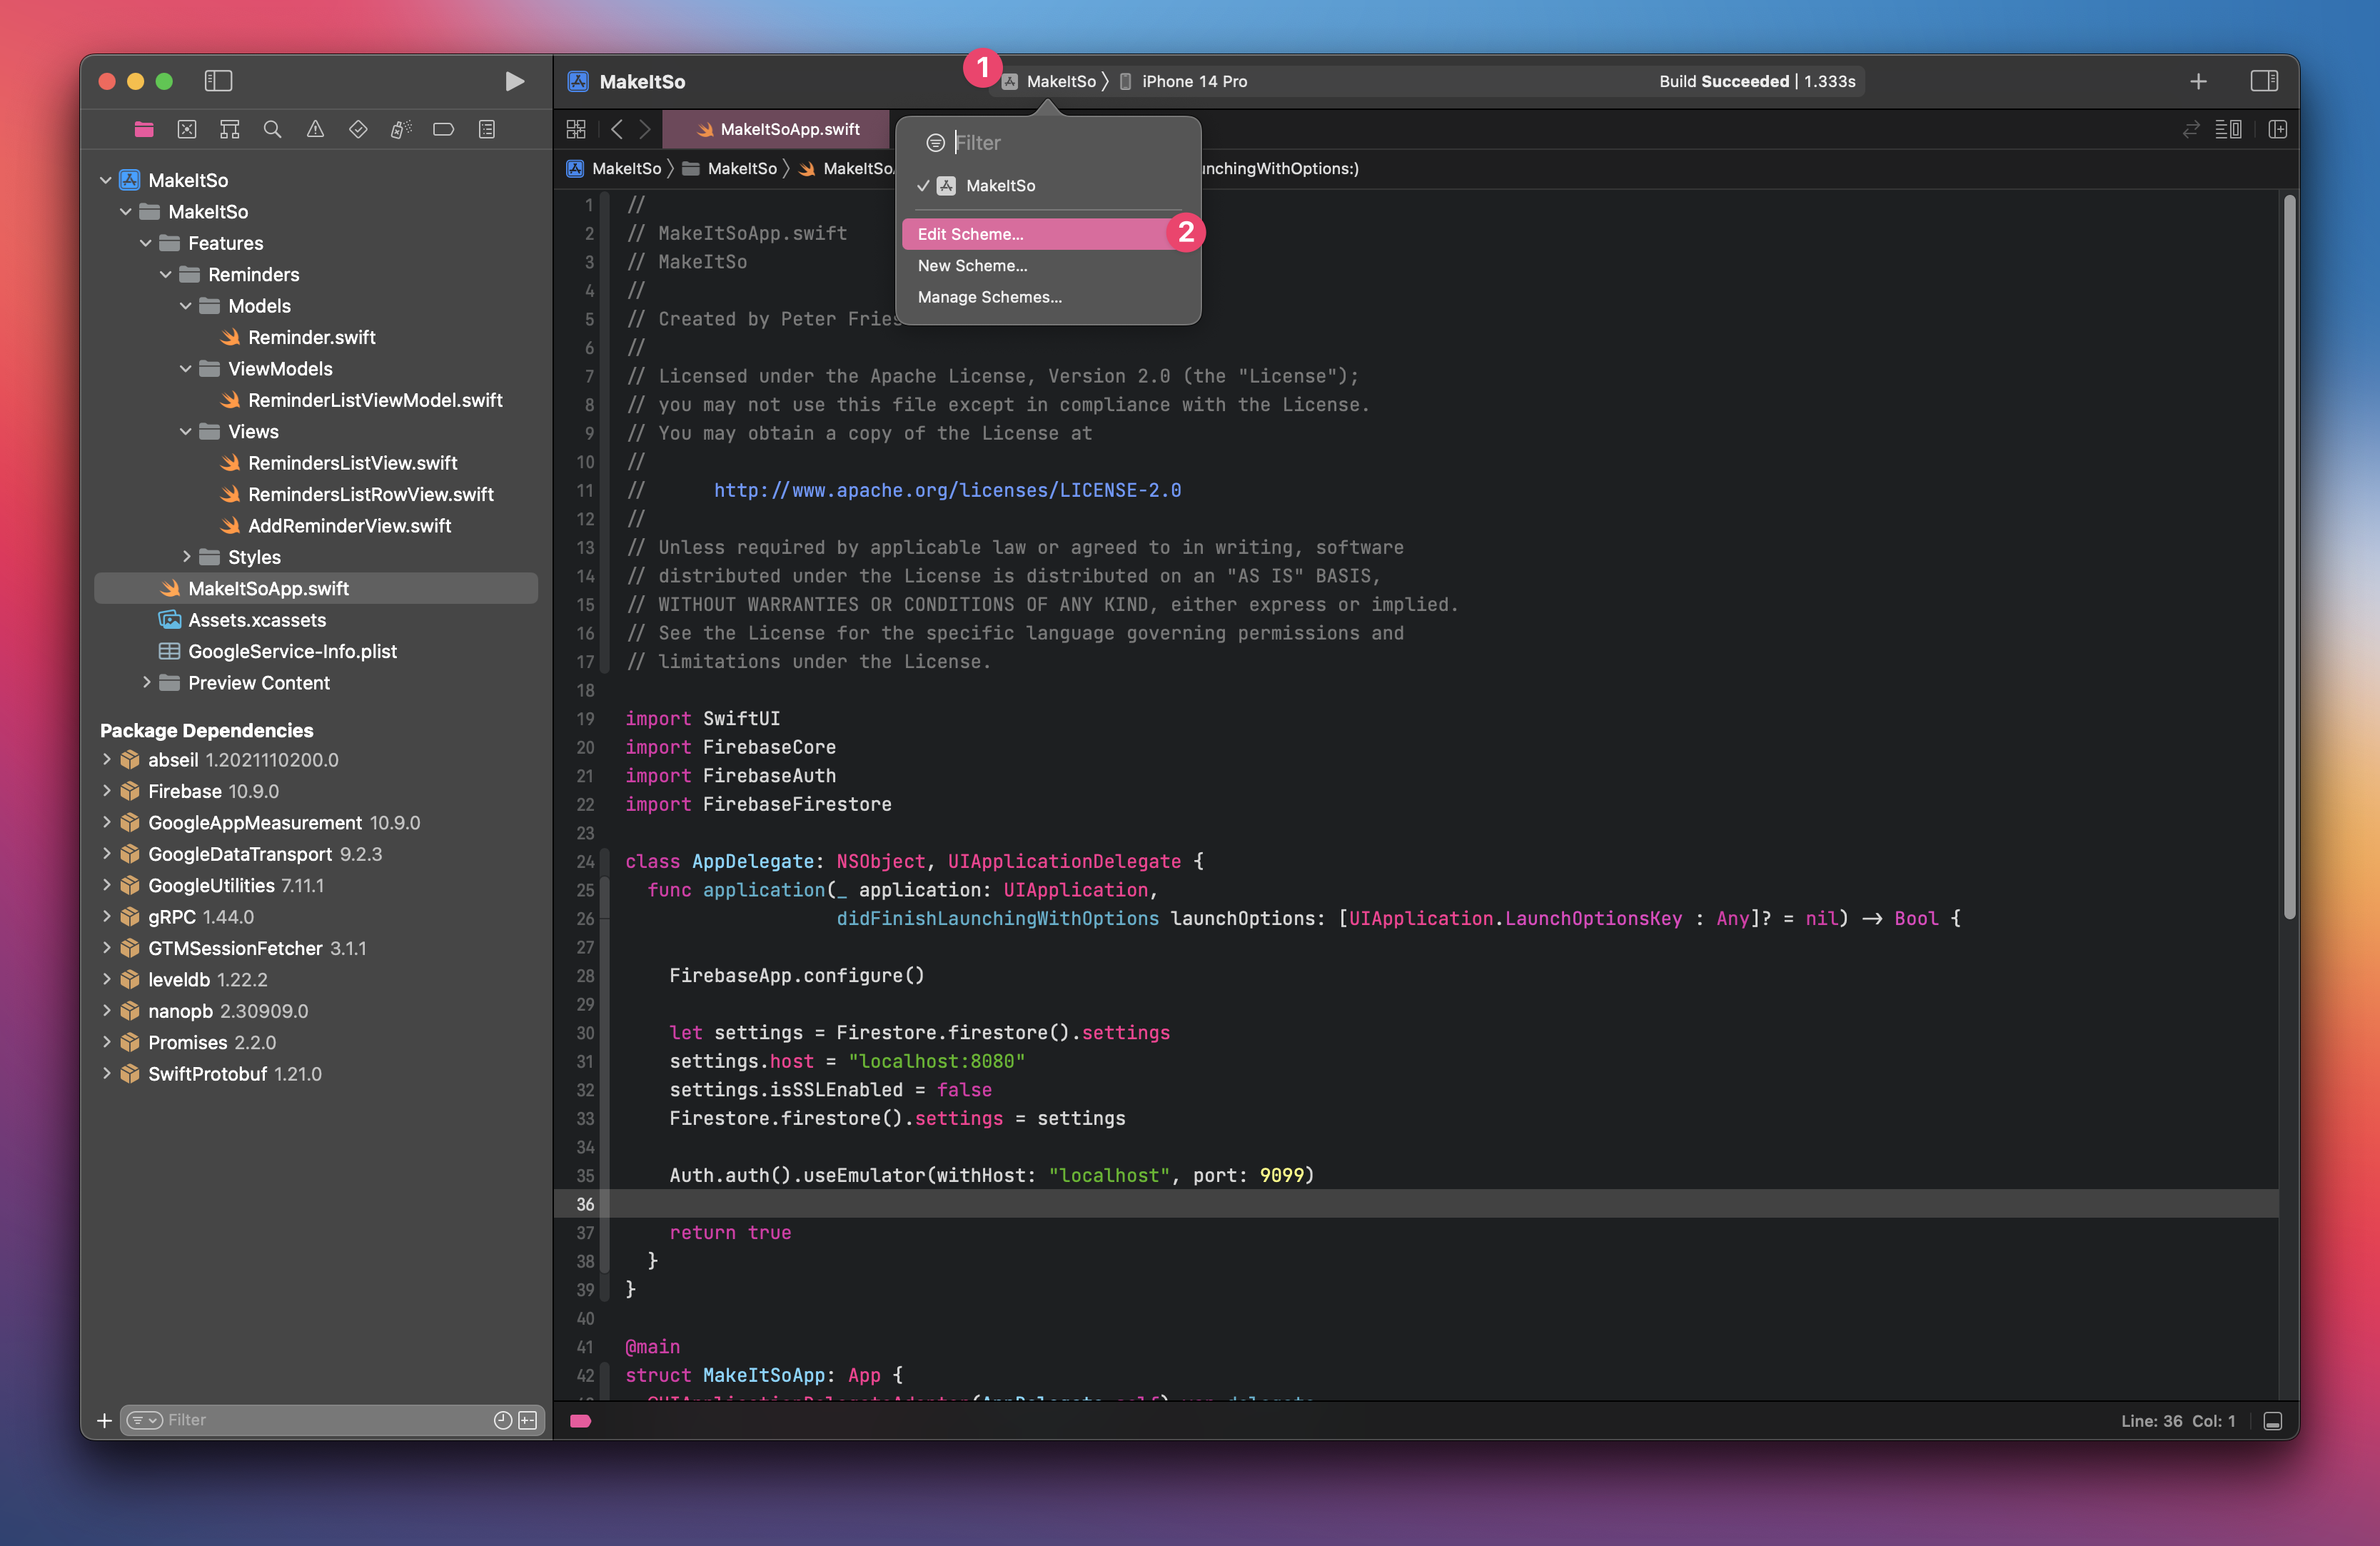 MakeItSo
1
MakeItSo
iPhone 14 Pro
Build Succeeded | 1.333s
MakeItSoApp.swift
MakeItSo
MakeItSo
unchingWithOptions:)
Filter
MakeItSo
Edit Scheme...
2
New Scheme...
Manage Schemes...
MakeItSo
MakeItSo
Features
Reminders
Models
Reminder.swift
ViewModels
ReminderListViewModel.swift
Views
RemindersListView.swift
RemindersListRowView.swift
AddReminderView.swift
Styles
MakeItSoApp.swift
Assets.xcassets
GoogleService-Info.plist
Preview Content
Package Dependencies
abseil 1.2021110200.0
Firebase 10.9.0
GoogleAppMeasurement 10.9.0
GoogleDataTransport 9.2.3
GoogleUtilities 7.11.1
gRPC 1.44.0
GTMSessionFetcher 3.1.1
leveldb 1.22.2
nanopb 2.30909.0
Promises 2.2.0
SwiftProtobuf 1.21.0
Filter
1 //
2 // MakeItSoApp.swift
3 // MakeItSo
4 //
5 // Created by Peter Fries
6 //
7 // Licensed under the Apache License, Version 2.0 (the "License");
8 // you may not use this file except in compliance with the License.
9 // You may obtain a copy of the License at
10 //
11 //      http://www.apache.org/licenses/LICENSE-2.0
12 //
13 // Unless required by applicable law or agreed to in writing, software
14 // distributed under the License is distributed on an "AS IS" BASIS,
15 // WITHOUT WARRANTIES OR CONDITIONS OF ANY KIND, either express or implied.
16 // See the License for the specific language governing permissions and
17 // limitations under the License.
18
19 import SwiftUI
20 import FirebaseCore
21 import FirebaseAuth
22 import FirebaseFirestore
23
24 class AppDelegate: NSObject, UIApplicationDelegate {
25   func application(_ application: UIApplication,
26                    didFinishLaunchingWithOptions launchOptions: [UIApplication.LaunchOptionsKey : Any]? = nil) -> Bool {
27
28     FirebaseApp.configure()
29
30     let settings = Firestore.firestore().settings
31     settings.host = "localhost:8080"
32     settings.isSSLEnabled = false
33     Firestore.firestore().settings = settings
34
35     Auth.auth().useEmulator(withHost: "localhost", port: 9099)
36
37     return true
38   }
39 }
40
41 @main
42 struct MakeItSoApp: App {
Line: 36 Col: 1